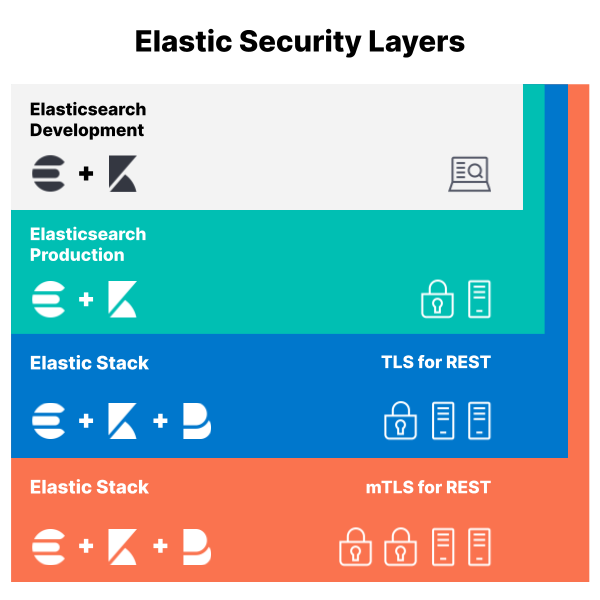 Elastic Security Layers
Elasticsearch
Development
+
Elasticsearch
Production
+
Elastic Stack
TLS for REST
+ +
Elastic Stack
mTLS for REST
+ +